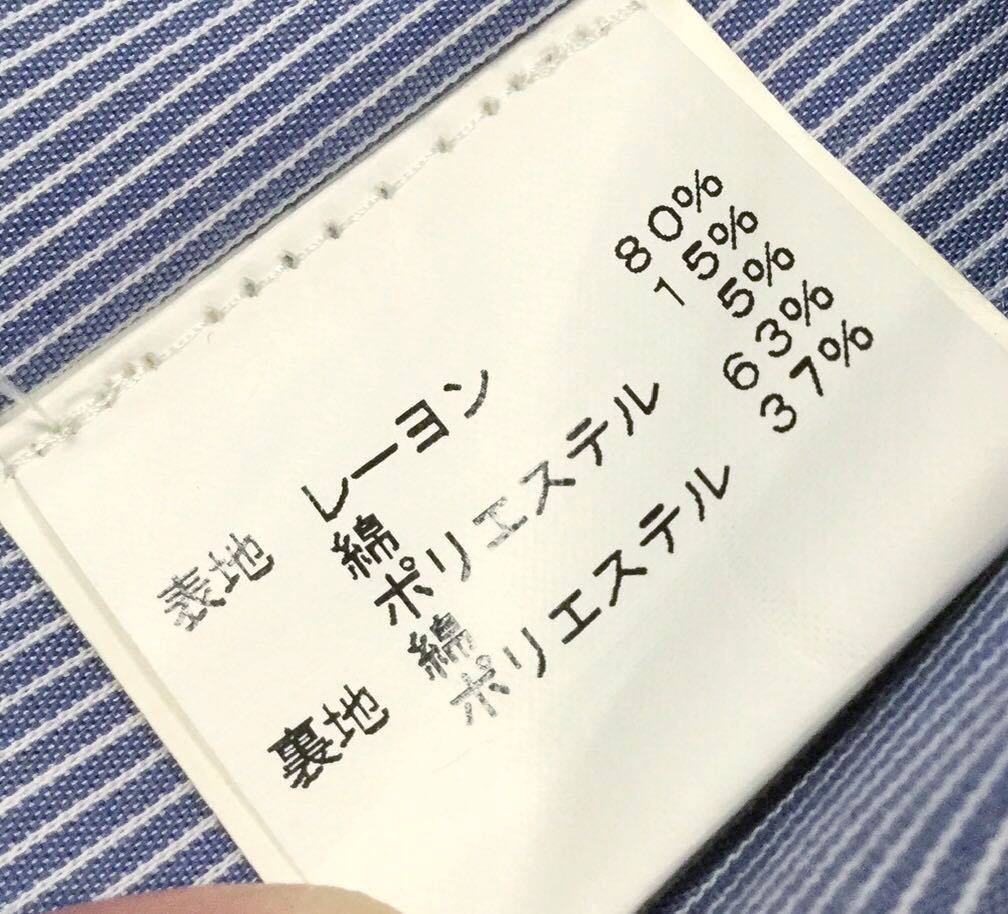 表地 レーヨン 80%
綿 15%
ポリエステル 5%
裏地 綿 63%
ポリエステル 37%